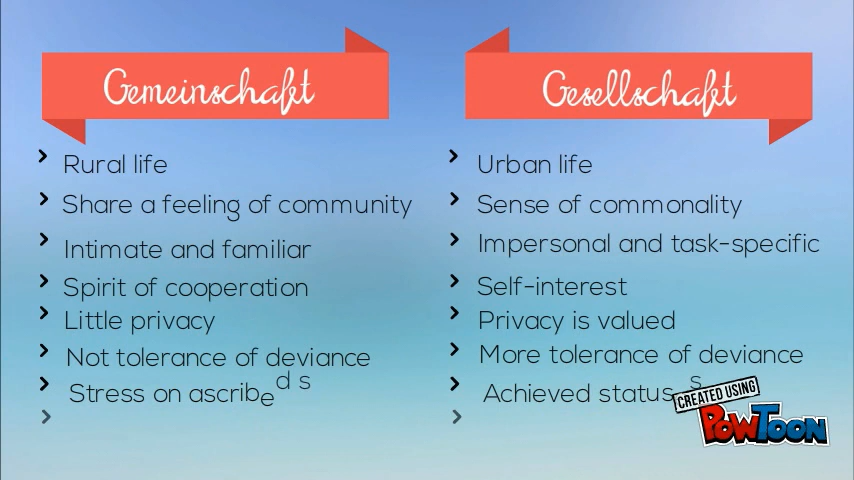 Gemeinschaft
Rural life
Share a feeling of community
Intimate and familiar
Spirit of cooperation
Little privacy
Not tolerance of deviance
Stress on ascribed s
Gesellschaft
Urban life
Sense of commonality
Impersonal and task-specific
Self-interest
Privacy is valued
More tolerance of deviance
Achieved status s
CREATED USING
POWTOON